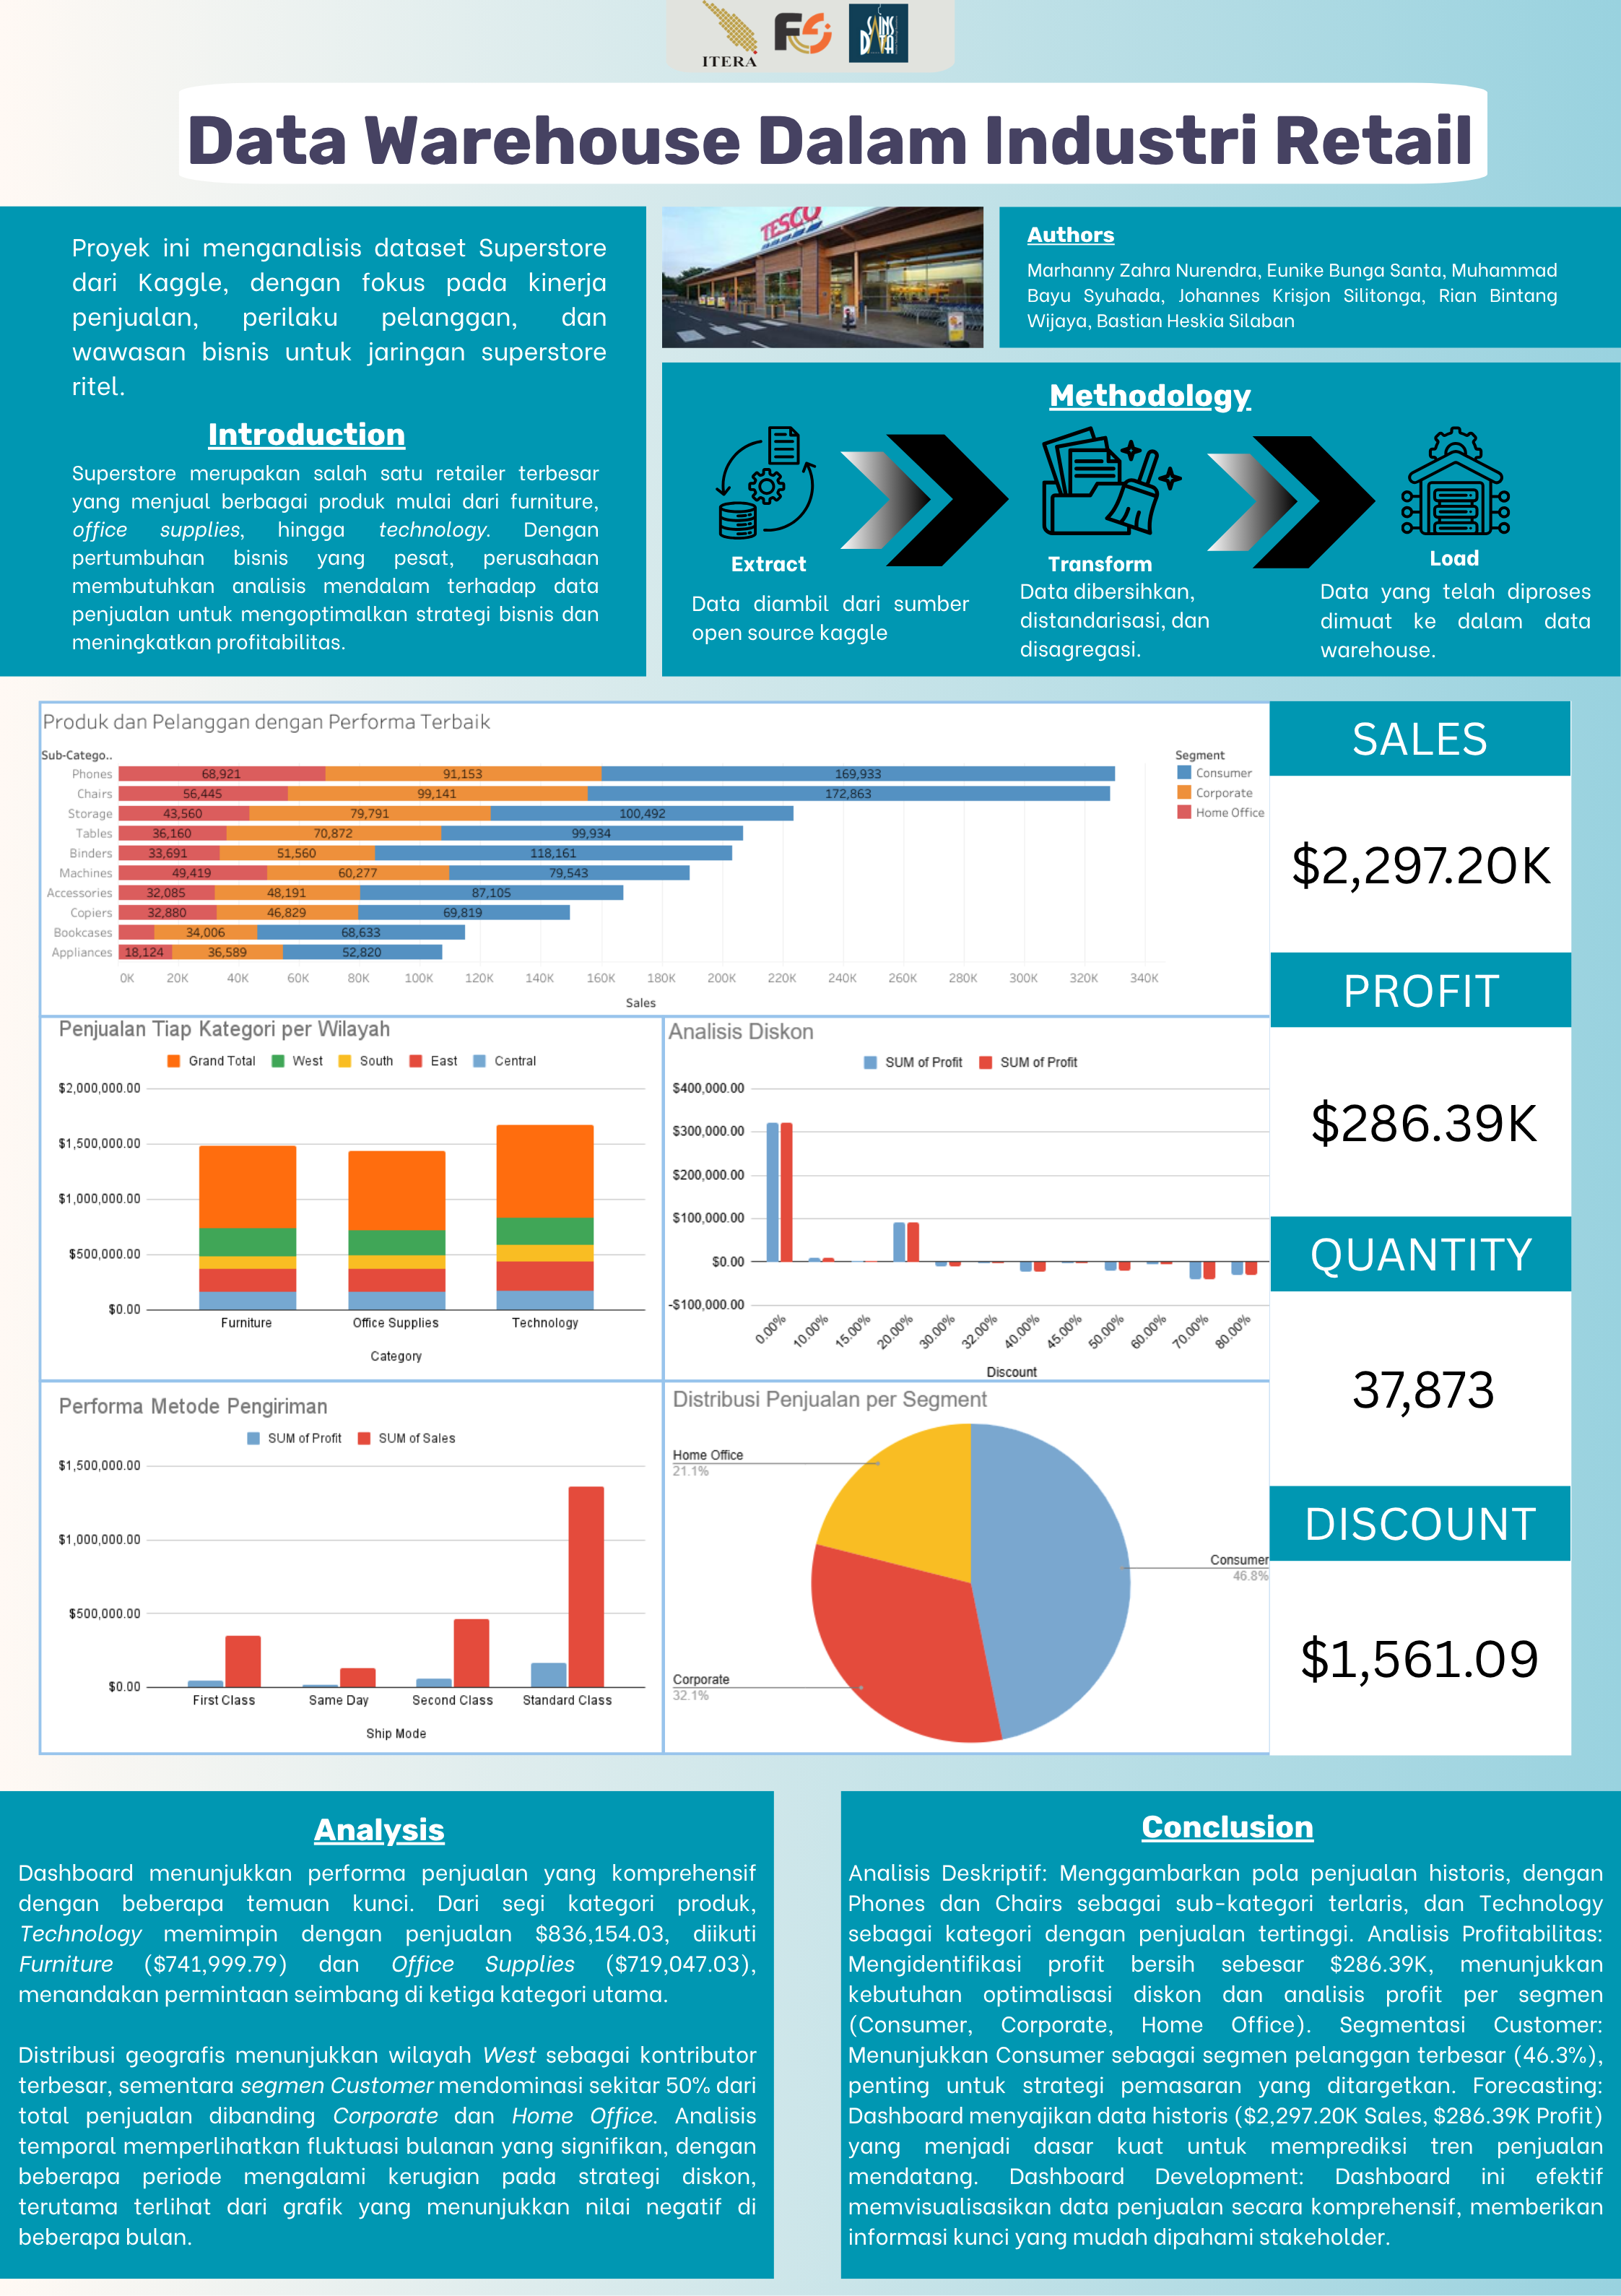 ITERA
FS
SAINS
DATA
Data Warehouse Dalam Industri Retail
Proyek ini menganalisis dataset Superstore
dari Kaggle, dengan fokus pada kinerja
penjualan, perilaku pelanggan, dan
wawasan bisnis untuk jaringan superstore
ritel.
Introduction
Superstore merupakan salah satu retailer terbesar
yang menjual berbagai produk mulai dari furniture,
office supplies, hingga technology. Dengan
pertumbuhan bisnis yang pesat, perusahaan
membutuhkan analisis mendalam terhadap data
penjualan untuk mengoptimalkan strategi bisnis dan
meningkatkan profitabilitas.
TESCO
Authors
Marhanny Zahra Nurendra, Eunike Bunga Santa, Muhammad
Bayu Syuhada, Johannes Krisjon Silitonga, Rian Bintang
Wijaya, Bastian Heskia Silaban
Methodology
Extract
Data diambil dari sumber
open source kaggle
Transform
Data dibersihkan,
distandarisasi, dan
disagregasi.
Load
Data yang telah diproses
dimuat ke dalam data
warehouse.
Produk dan Pelanggan dengan Performa Terbaik
Sub-Catego..
Phones 68,921 91,153 169,933
Chairs 56,445 99,141 172,863
Storage 43,560 79,791 100,492
Tables 36,160 70,872 99,934
Binders 33,691 51,560 118,161
Machines 49,419 60,277 79,543
Accessories 32,085 48,191 87,105
Copiers 32,880 46,829 69,819
Bookcases 34,006 68,633
Appliances 18,124 36,589 52,820
0K 20K 40K 60K 80K 100K 120K 140K 160K 180K 200K 220K 240K 260K 280K 300K 320K 340K
Sales
Segment
Consumer
Corporate
Home Office
Penjualan Tiap Kategori per Wilayah
Grand Total West South East Central
$2,000,000.00
$1,500,000.00
$1,000,000.00
$500,000.00
$0.00
Furniture Office Supplies Technology
Category
Analisis Diskon
SUM of Profit SUM of Profit
$400,000.00
$300,000.00
$200,000.00
$100,000.00
$0.00
-$100,000.00
0.00% 10.00% 15.00% 20.00% 30.00% 32.00% 40.00% 45.00% 50.00% 60.00% 70.00% 80.00%
Discount
Performa Metode Pengiriman
SUM of Profit SUM of Sales
$1,500,000.00
$1,000,000.00
$500,000.00
$0.00
First Class Same Day Second Class Standard Class
Ship Mode
Distribusi Penjualan per Segment
Home Office
21.1%
Consumer
46.8%
Corporate
32.1%
SALES
$2,297.20K
PROFIT
$286.39K
QUANTITY
37,873
DISCOUNT
$1,561.09
Analysis
Dashboard menunjukkan performa penjualan yang komprehensif
dengan beberapa temuan kunci. Dari segi kategori produk,
Technology memimpin dengan penjualan $836,154.03, diikuti
Furniture ($741,999.79) dan Office Supplies ($719,047.03),
menandakan permintaan seimbang di ketiga kategori utama.
Distribusi geografis menunjukkan wilayah West sebagai kontributor
terbesar, sementara segmen Customer mendominasi sekitar 50% dari
total penjualan dibanding Corporate dan Home Office. Analisis
temporal memperlihatkan fluktuasi bulanan yang signifikan, dengan
beberapa periode mengalami kerugian pada strategi diskon,
terutama terlihat dari grafik yang menunjukkan nilai negatif di
beberapa bulan.
Conclusion
Analisis Deskriptif: Menggambarkan pola penjualan historis, dengan
Phones dan Chairs sebagai sub-kategori terlaris, dan Technology
sebagai kategori dengan penjualan tertinggi. Analisis Profitabilitas:
Mengidentifikasi profit bersih sebesar $286.39K, menunjukkan
kebutuhan optimalisasi diskon dan analisis profit per segmen
(Consumer, Corporate, Home Office). Segmentasi Customer:
Menunjukkan Consumer sebagai segmen pelanggan terbesar (46.3%),
penting untuk strategi pemasaran yang ditargetkan. Forecasting:
Dashboard menyajikan data historis ($2,297.20K Sales, $286.39K Profit)
yang menjadi dasar kuat untuk memprediksi tren penjualan
mendatang. Dashboard Development: Dashboard ini efektif
memvisualisasikan data penjualan secara komprehensif, memberikan
informasi kunci yang mudah dipahami stakeholder.